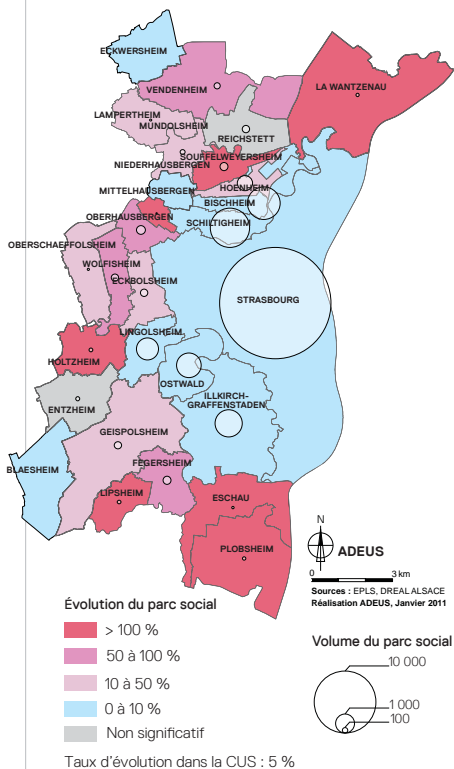 ECKWERSHEIM
LA WANTZENAU
VENDENHEIM
LAMPERTHEIM
MUNDOLSHEIM
REICHSTETT
SOUFFELWEYERSHEIM
NIEDERHAUSBERGEN
HOENHEIM
MITTELHAUSBERGEN
BISCHHEIM
OBERHAUSBERGEN
SCHILTIGHEIM
OBERSCHAEFFOLSHEIM
WOLFISHEIM
ECKBOLSHEIM
STRASBOURG
LINGOLSHEIM
HOLTZHEIM
OSTWALD
ILLKIRCH-
GRAFFENSTADEN
ENTZHEIM
GEISPOLSHEIM
BLAESHEIM
FEGERSHEIM
LIPSHEIM
ESCHAU
PLOBSHEIM
N
ADEUS
0 3 km
Sources : EPLS, DREAL ALSACE
Réalisation ADEUS, Janvier 2011
Évolution du parc social
> 100 %
50 à 100 %
10 à 50 %
0 à 10 %
Non significatif
Taux d'évolution dans la CUS : 5 %
Volume du parc social
10 000
1 000
100